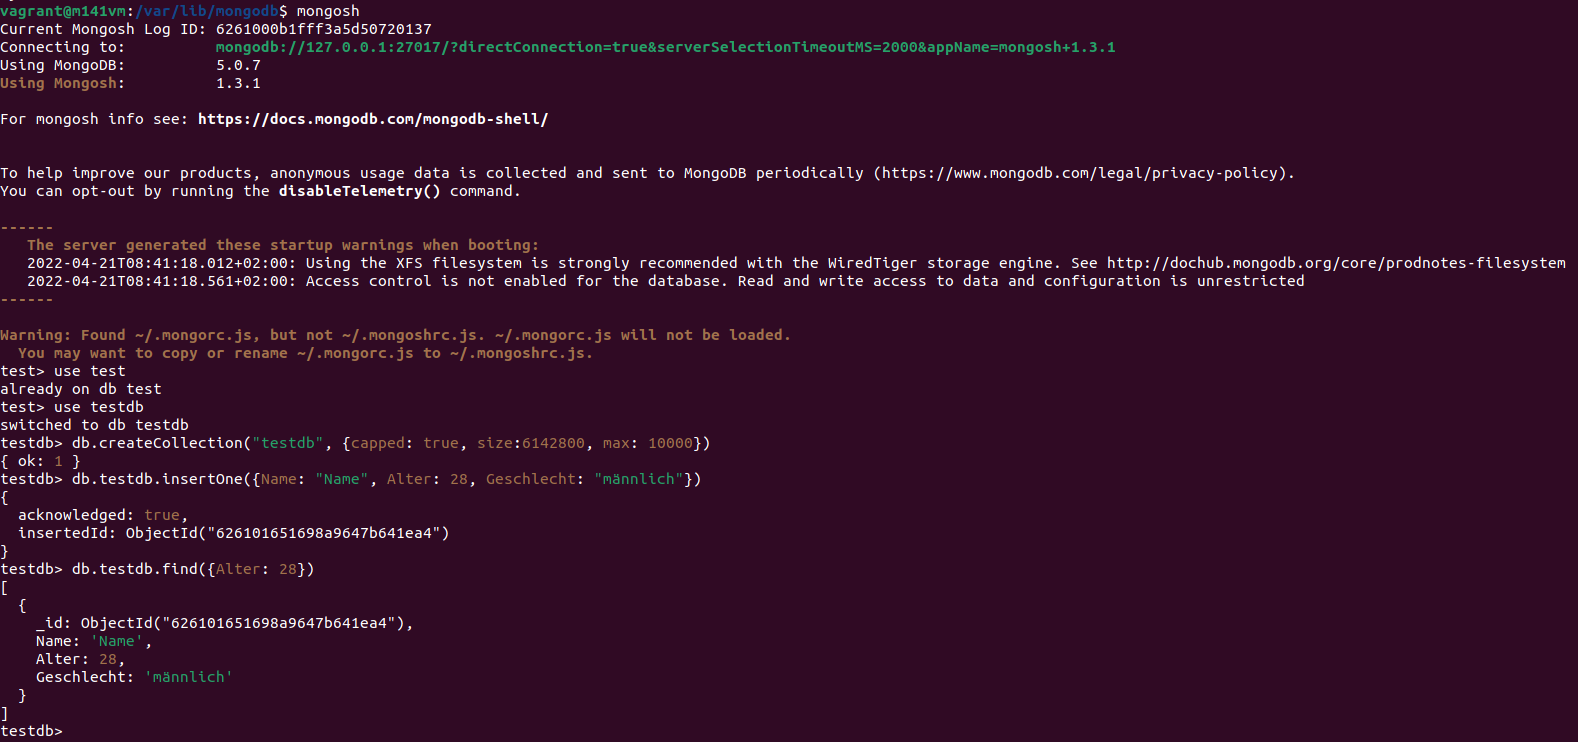 vagrant@m141vm:/var/lib/mongodb$ mongosh
Current Mongosh Log ID: 6261000b1fff3a5d50720137
Connecting to:          mongodb://127.0.0.1:27017/?directConnection=true&serverSelectionTimeoutMS=2000&appName=mongosh+1.3.1
Using MongoDB:          5.0.7
Using Mongosh:          1.3.1
For mongosh info see: https://docs.mongodb.com/mongodb-shell/
To help improve our products, anonymous usage data is collected and sent to MongoDB periodically (https://www.mongodb.com/legal/privacy-policy).
You can opt-out by running the disableTelemetry() command.
------
   The server generated these startup warnings when booting:
   2022-04-21T08:41:18.012+02:00: Using the XFS filesystem is strongly recommended with the WiredTiger storage engine. See http://dochub.mongodb.org/core/prodnotes-filesystem
   2022-04-21T08:41:18.561+02:00: Access control is not enabled for the database. Read and write access to data and configuration is unrestricted
------
Warning: Found ~/.mongorc.js, but not ~/.mongoshrc.js. ~/.mongorc.js will not be loaded.
  You may want to copy or rename ~/.mongorc.js to ~/.mongoshrc.js.
test> use test
already on db test
test> use testdb
switched to db testdb
testdb> db.createCollection("testdb", {capped: true, size:6142800, max: 10000})
{ ok: 1 }
testdb> db.testdb.insertOne({Name: "Name", Alter: 28, Geschlecht: "männlich"})
{
  acknowledged: true,
  insertedId: ObjectId("626101651698a9647b641ea4")
}
testdb> db.testdb.find({Alter: 28})
[
  {
    _id: ObjectId("626101651698a9647b641ea4"),
    Name: 'Name',
    Alter: 28,
    Geschlecht: 'männlich'
  }
]
testdb>